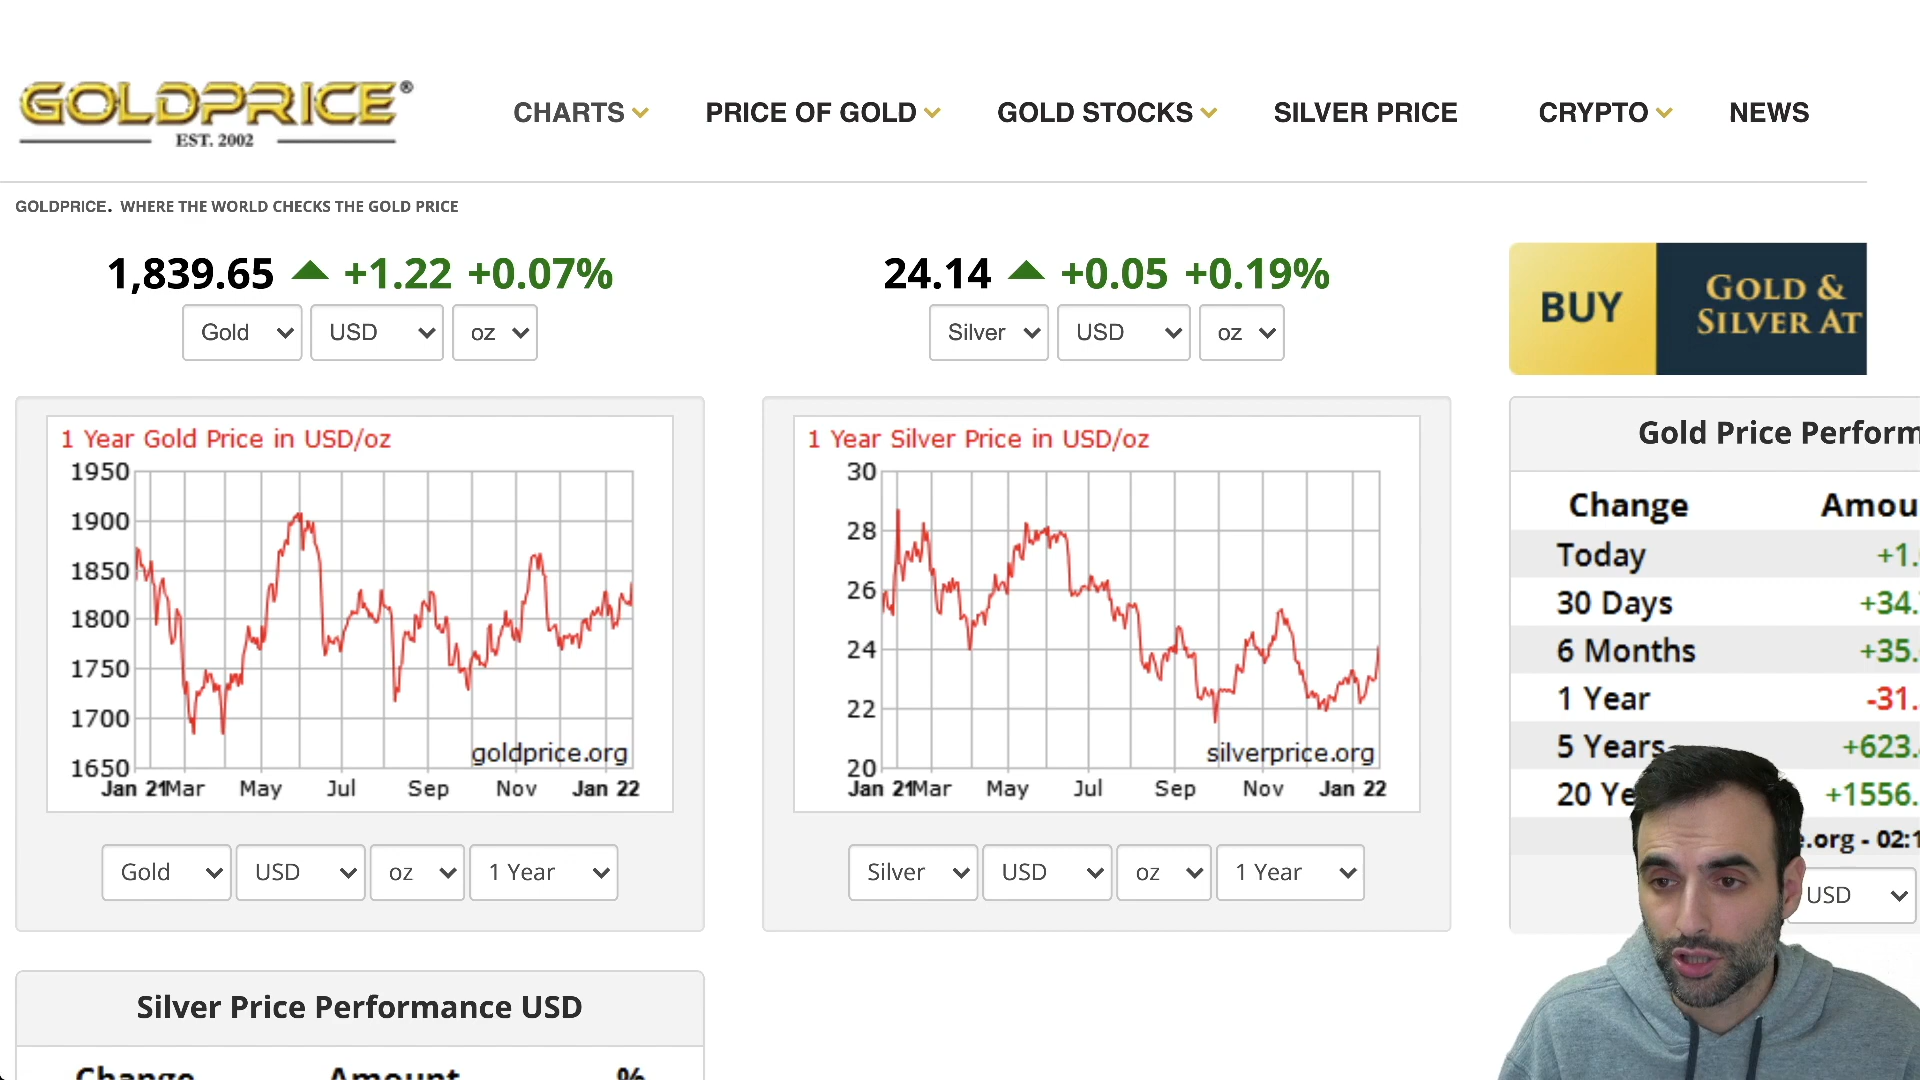 GOLDPRICE®
EST. 2002
CHARTS PRICE OF GOLD GOLD STOCKS SILVER PRICE CRYPTO NEWS
GOLDPRICE. WHERE THE WORLD CHECKS THE GOLD PRICE
1,839.65 +1.22 +0.07%
Gold USD oz
24.14 +0.05 +0.19%
Silver USD oz
BUY
GOLD &
SILVER AT
1 Year Gold Price in USD/oz
1950
1900
1850
1800
1750
1700
1650
goldprice.org
Jan 21 Mar May Jul Sep Nov Jan 22
Gold USD oz 1 Year
1 Year Silver Price in USD/oz
30
28
26
24
22
20
silverprice.org
Jan 21 Mar May Jul Sep Nov Jan 22
Silver USD oz 1 Year
Gold Price Perform
Change Amou
Today +1.
30 Days +34.
6 Months +35.
1 Year -31.
5 Years +623.
20 Ye +1556.
.org - 02:1
USD
Silver Price Performance USD
Change Amount %